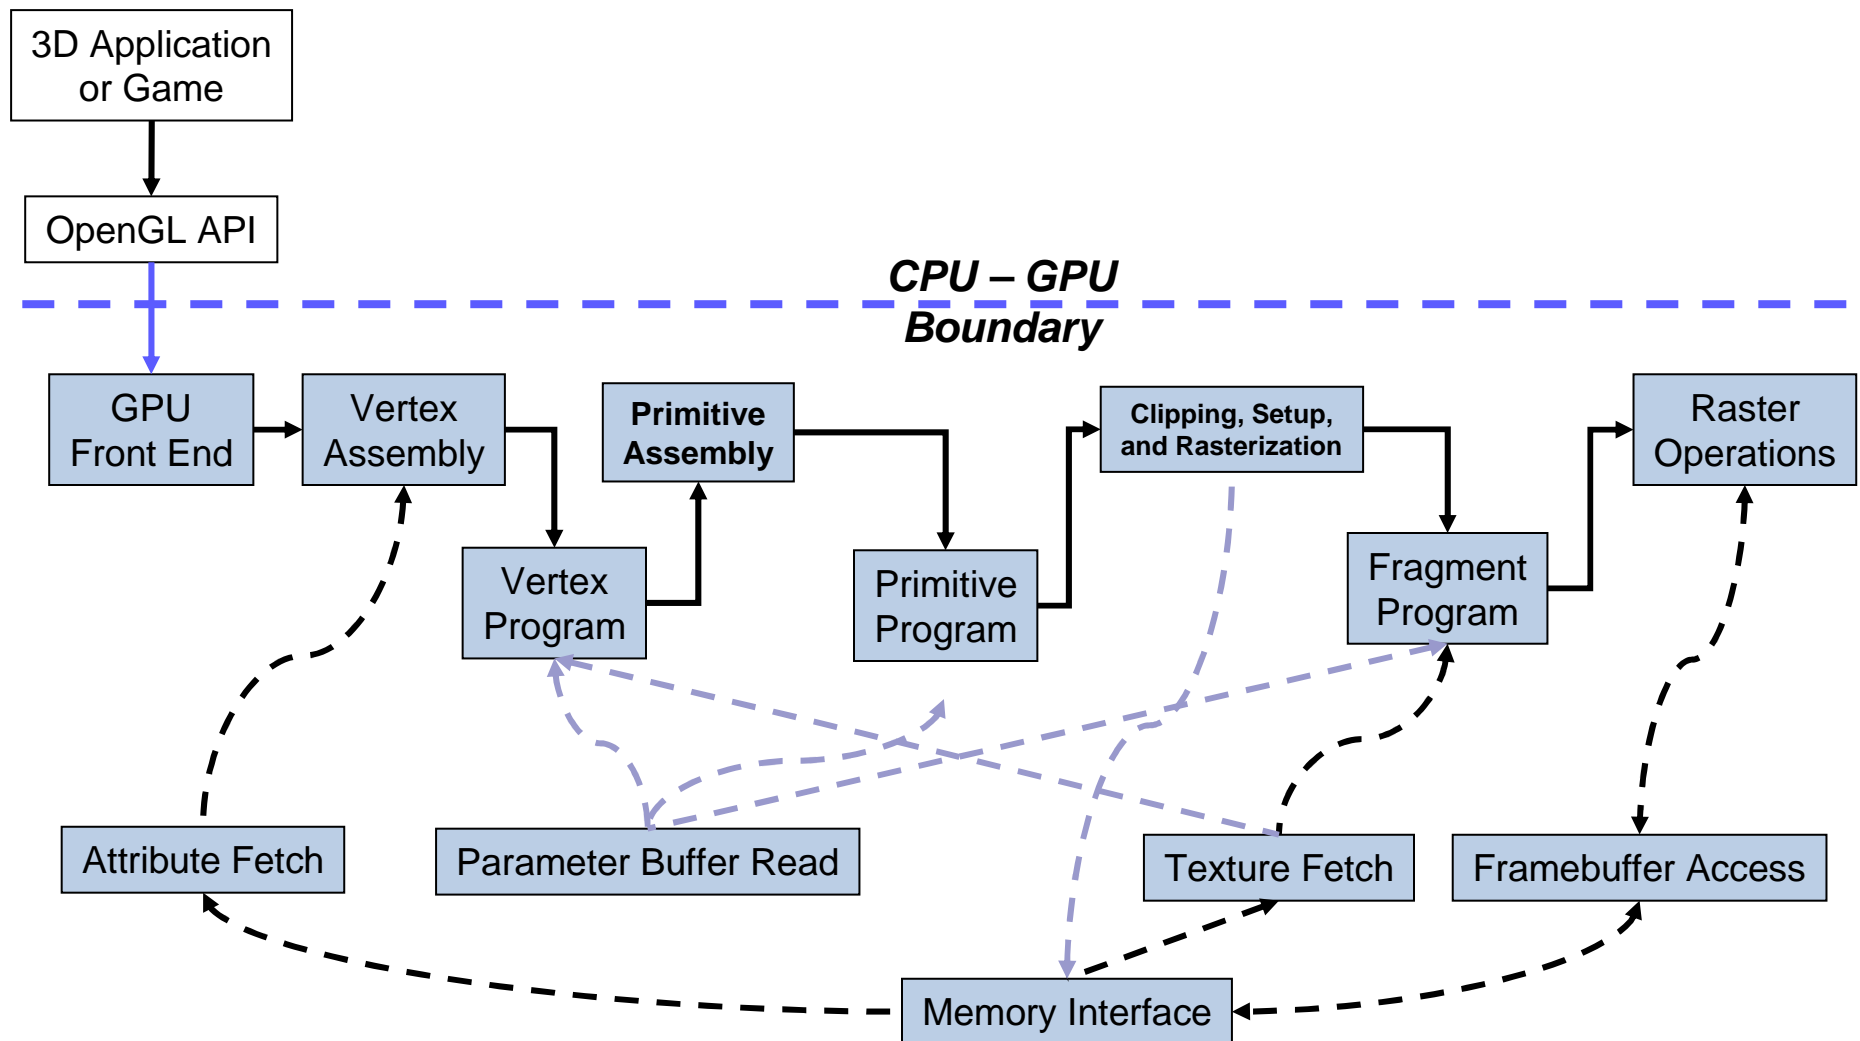 3D Application
or Game
OpenGL API
CPU – GPU
Boundary
GPU
Front End
Vertex
Assembly
Primitive
Assembly
Clipping, Setup,
and Rasterization
Raster
Operations
Vertex
Program
Primitive
Program
Fragment
Program
Attribute Fetch
Parameter Buffer Read
Texture Fetch
Framebuffer Access
Memory Interface